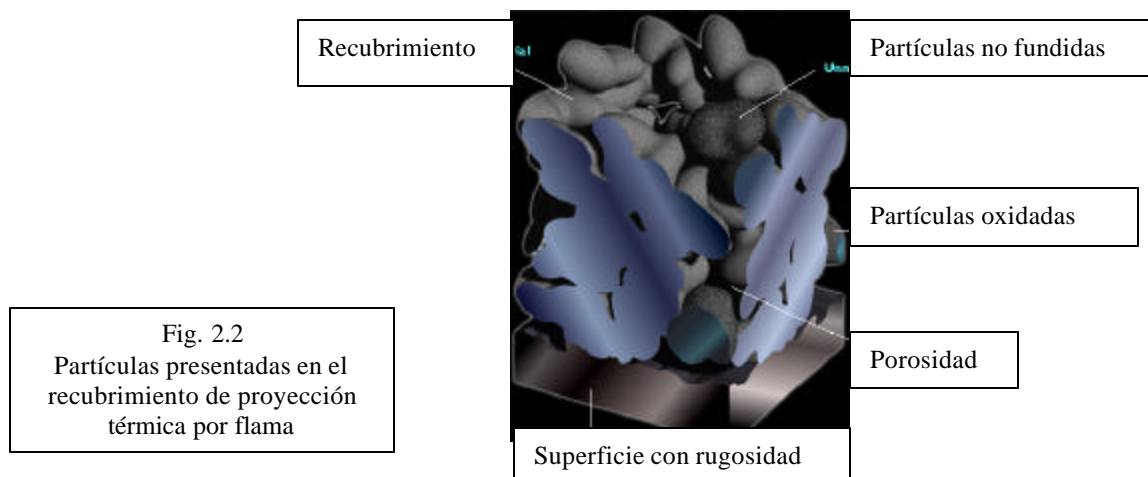 Recubrimiento
Partículas no fundidas
Partículas oxidadas
Fig. 2.2
Partículas presentadas en el
recubrimiento de proyección
térmica por flama
Porosidad
Superficie con rugosidad